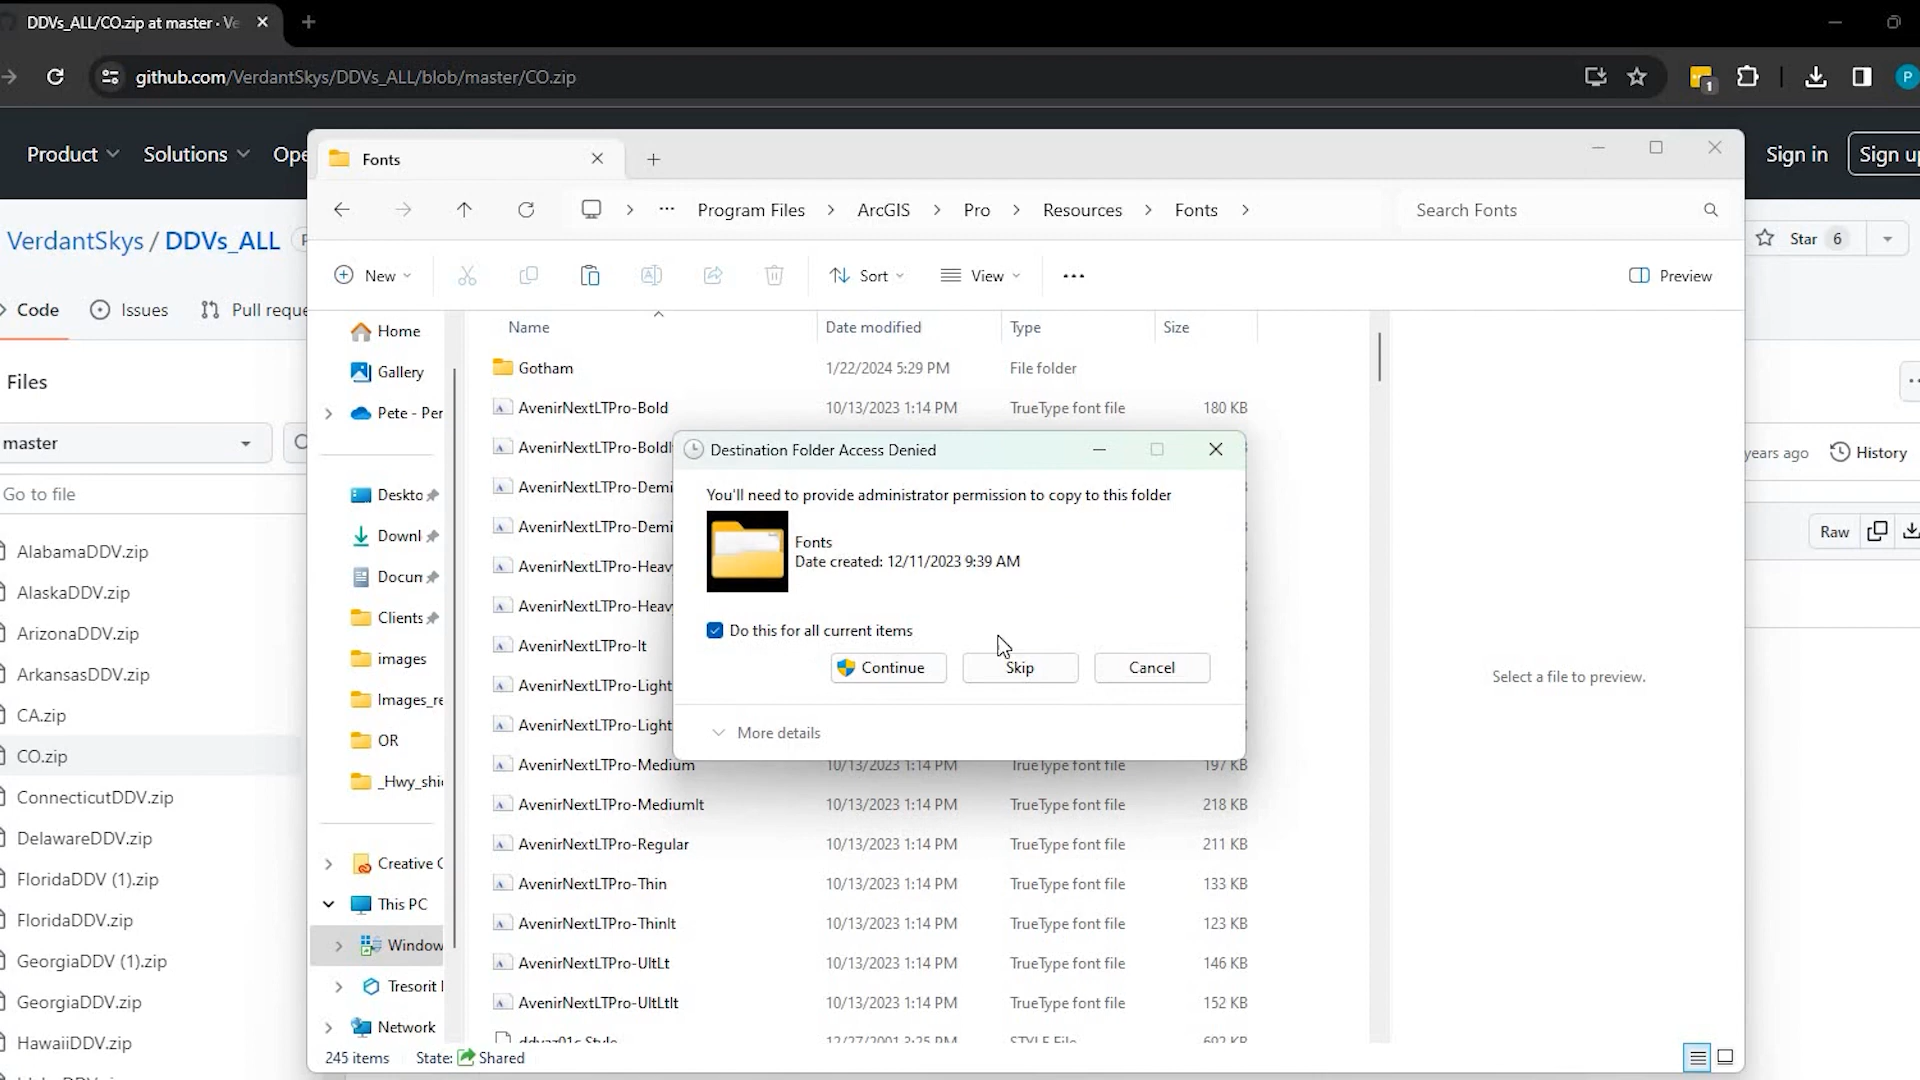 DDVs_ALL/CO.zip at master · Ve
github.com/VerdantSkys/DDVs_ALL/blob/master/CO.zip
1
P
Product
Solutions
Ope
Sign in
Sign up
VerdantSkys / DDVs_ALL
Star 6
Code
Issues
Pull reque
Files
master
Go to file
years ago
History
Raw
AlabamaDDV.zip
AlaskaDDV.zip
ArizonaDDV.zip
ArkansasDDV.zip
CA.zip
CO.zip
ConnecticutDDV.zip
DelawareDDV.zip
FloridaDDV (1).zip
FloridaDDV.zip
GeorgiaDDV (1).zip
GeorgiaDDV.zip
HawaiiDDV.zip
Fonts
Program Files > ArcGIS > Pro > Resources > Fonts >
Search Fonts
New
Sort
View
Preview
Home
Gallery
Pete - Per
Deskto
Downl
Docum
Clients
images
Images_re
OR
_Hwy_shi
Creative C
This PC
Window
Tresorit
Network
Name Date modified Type Size
Gotham 1/22/2024 5:29 PM File folder
AvenirNextLTPro-Bold 10/13/2023 1:14 PM TrueType font file 180 KB
AvenirNextLTPro-BoldI
AvenirNextLTPro-Demi
AvenirNextLTPro-Demi
AvenirNextLTPro-Heav
AvenirNextLTPro-Heav
AvenirNextLTPro-It
AvenirNextLTPro-Light
AvenirNextLTPro-Light
AvenirNextLTPro-Medium 10/13/2023 1:14 PM TrueType font file 197 KB
AvenirNextLTPro-MediumIt 10/13/2023 1:14 PM TrueType font file 218 KB
AvenirNextLTPro-Regular 10/13/2023 1:14 PM TrueType font file 211 KB
AvenirNextLTPro-Thin 10/13/2023 1:14 PM TrueType font file 133 KB
AvenirNextLTPro-ThinIt 10/13/2023 1:14 PM TrueType font file 123 KB
AvenirNextLTPro-UltLt 10/13/2023 1:14 PM TrueType font file 146 KB
AvenirNextLTPro-UltLtIt 10/13/2023 1:14 PM TrueType font file 152 KB
12/27/2001 3:25 PM STYLE File 692 KB
Destination Folder Access Denied
You'll need to provide administrator permission to copy to this folder
Fonts
Date created: 12/11/2023 9:39 AM
Do this for all current items
Continue
Skip
Cancel
More details
Select a file to preview.
245 items State: Shared